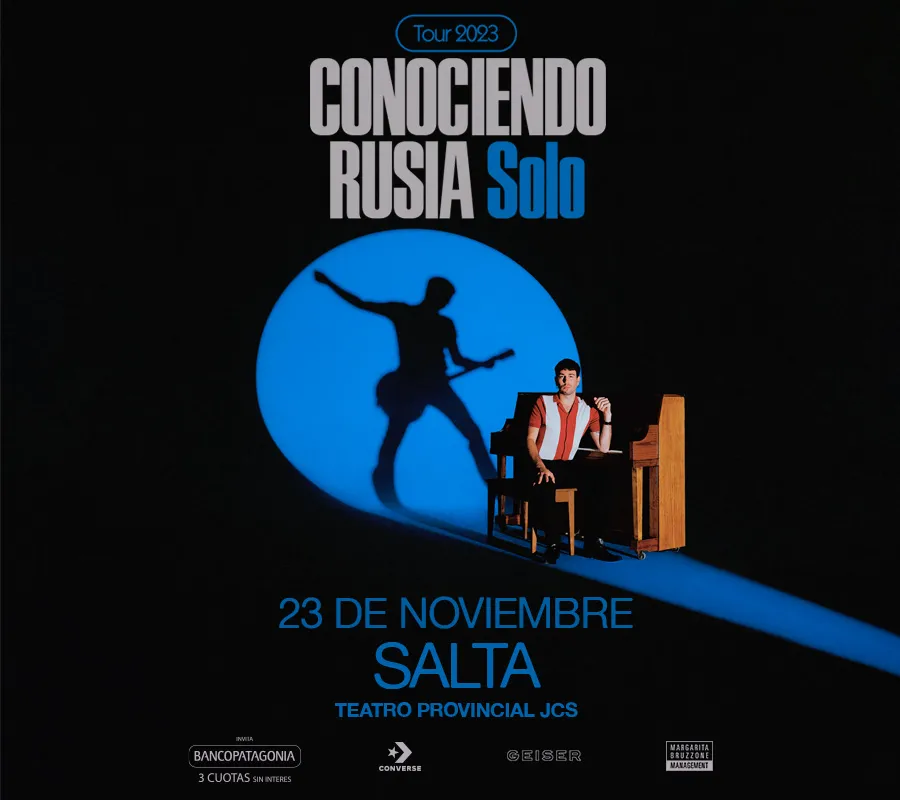 Tour 2023
CONOCIENDO
RUSIA Solo
23 DE NOVIEMBRE
SALTA
TEATRO PROVINCIAL JCS
INVITA
BANCOPATAGONIA
3 CUOTAS SIN INTERES
CONVERSE
GEISER
MARGARITA
BRUZZONE
MANAGEMENT